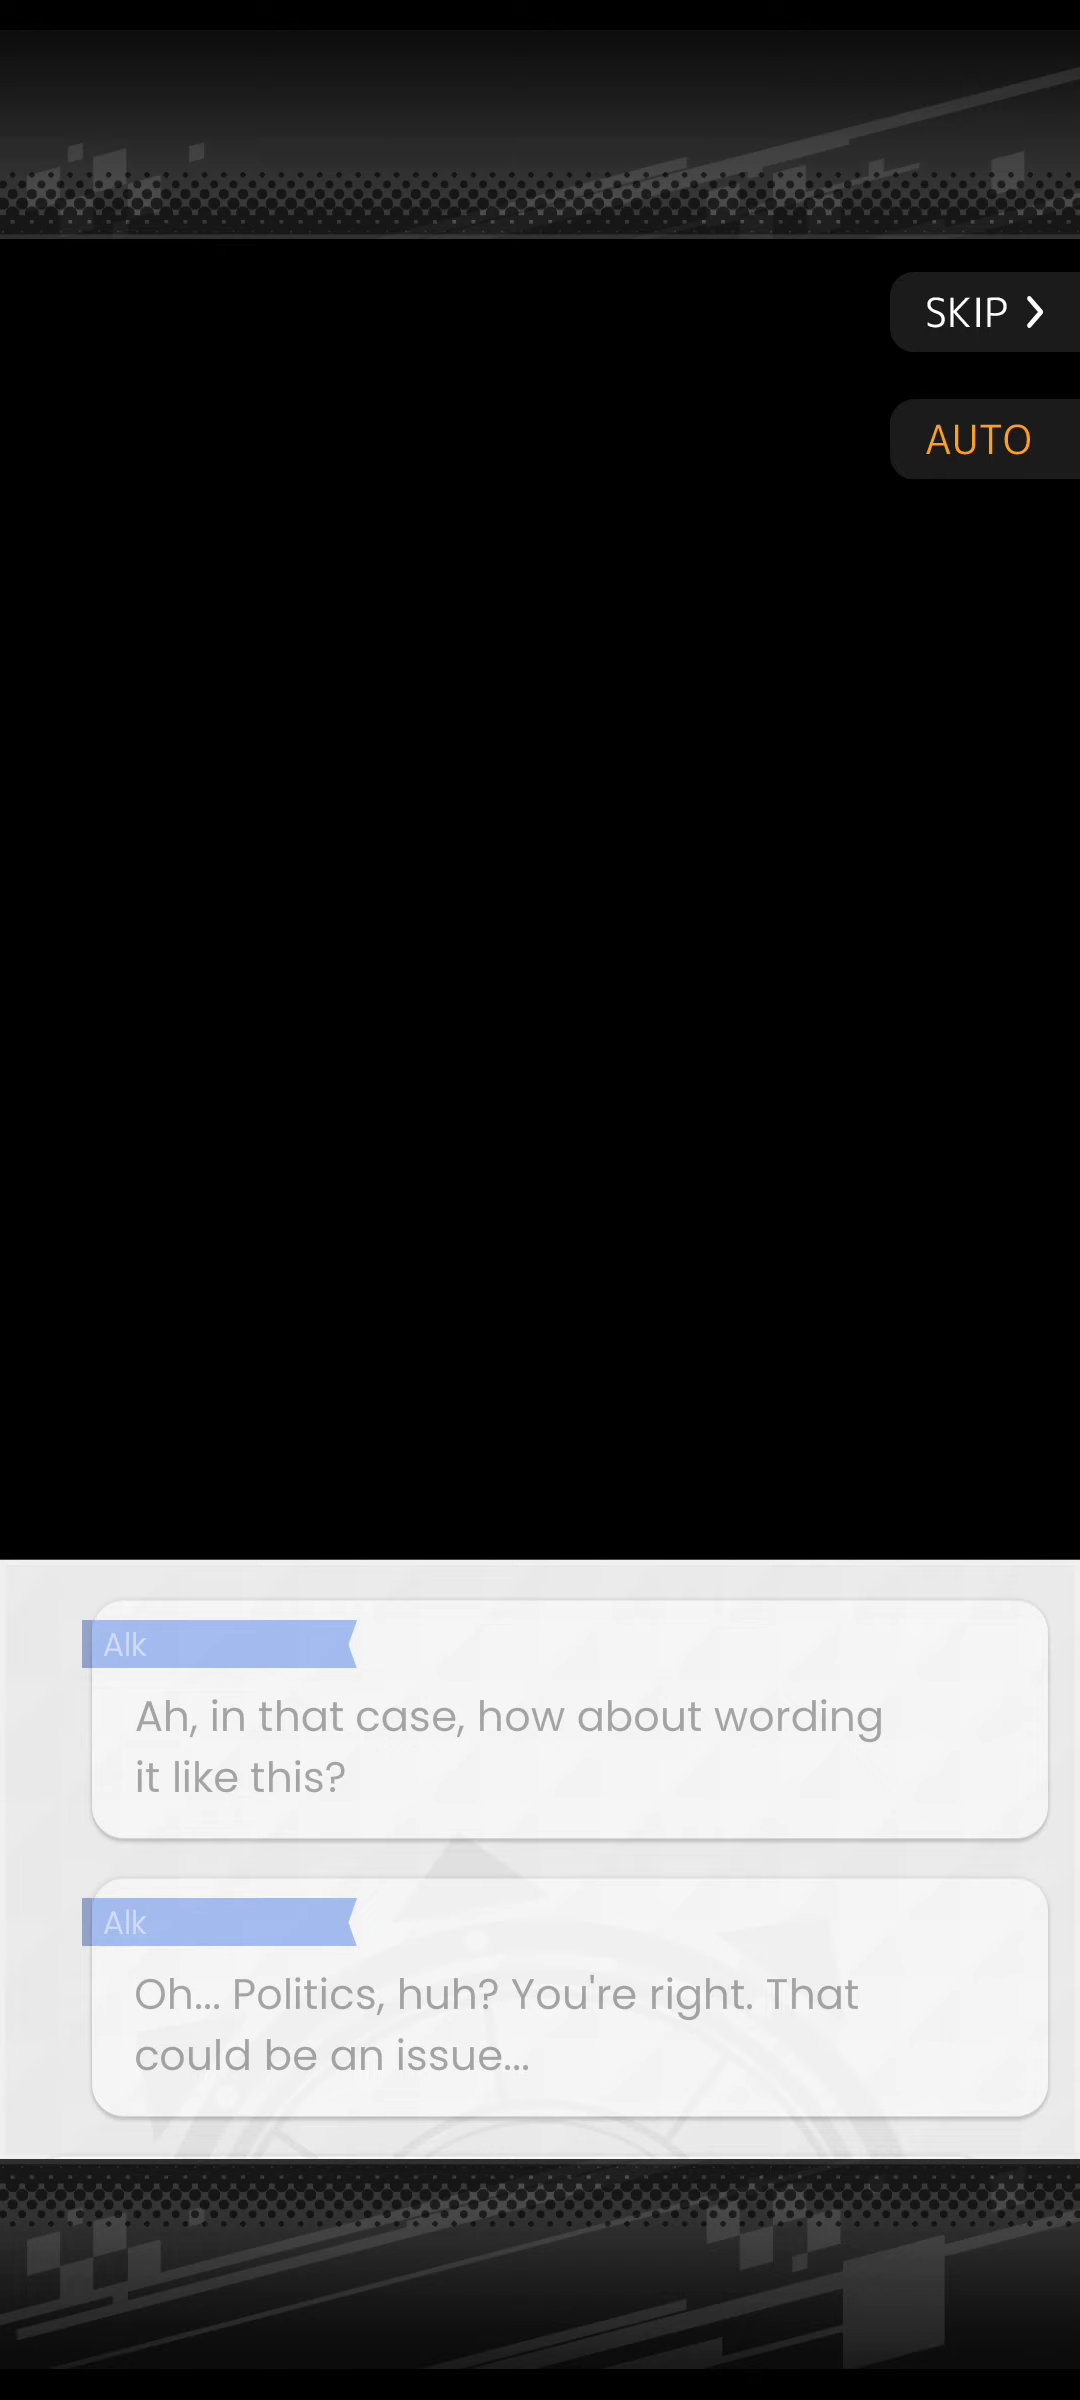 SKIP
AUTO
Alk
Ah, in that case, how about wording
it like this?
Alk
Oh... Politics, huh? You're right. That
could be an issue...